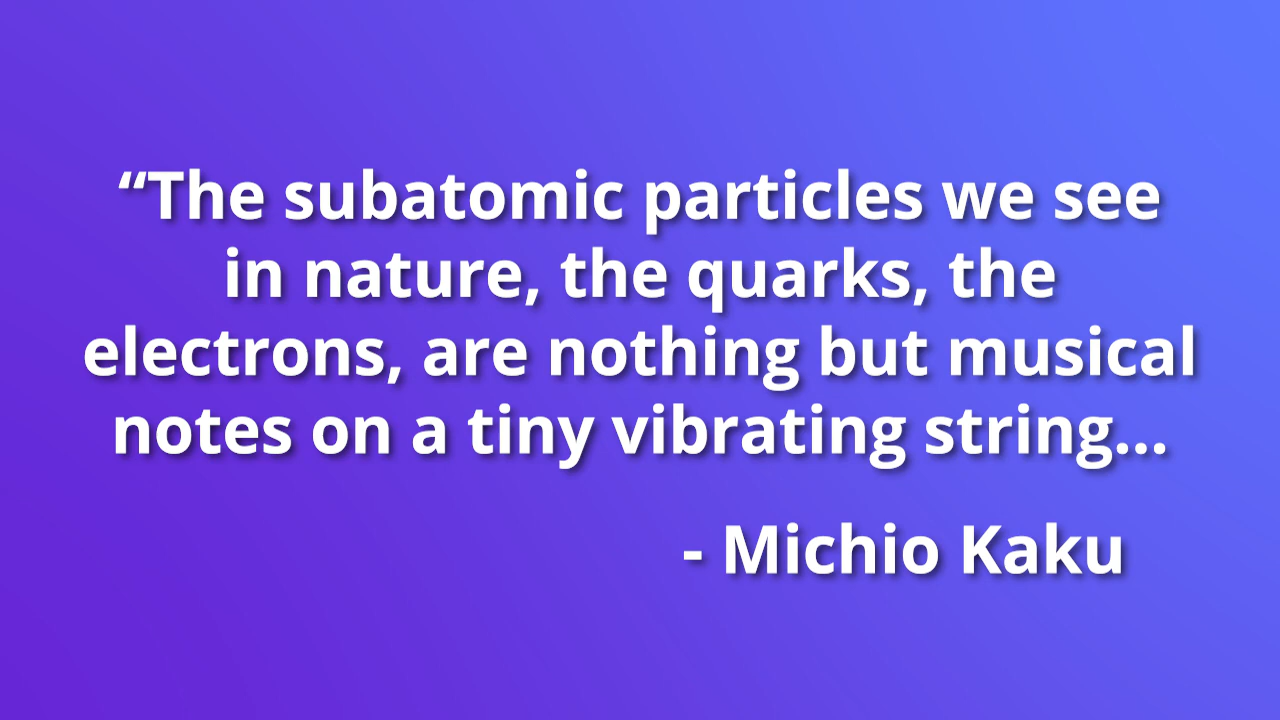 “The subatomic particles we see
in nature, the quarks, the
electrons, are nothing but musical
notes on a tiny vibrating string...
- Michio Kaku